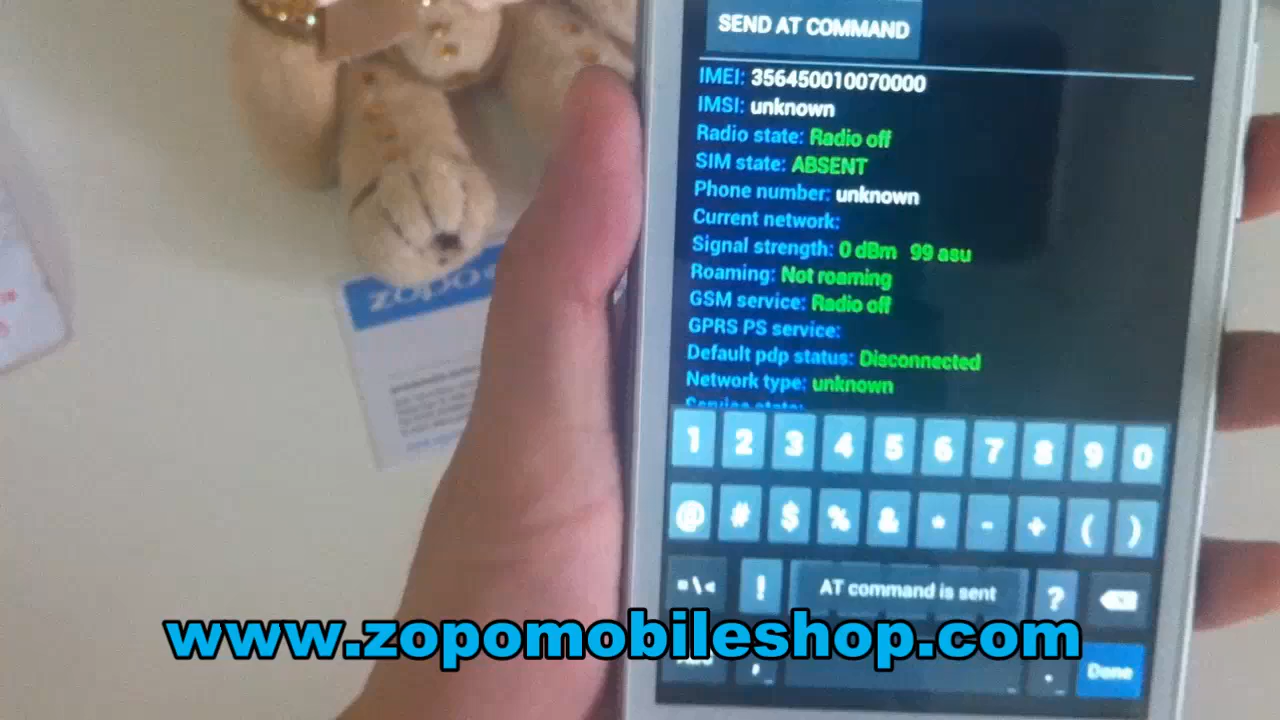 SEND AT COMMAND
IMEI: 356450010070000
IMSI: unknown
Radio state: Radio off
SIM state: ABSENT
Phone number: unknown
Current network:
Signal strength: 0 dBm 99 asu
Roaming: Not roaming
GSM service: Radio off
GPRS PS service:
Default pdp status: Disconnected
Network type: unknown
Service state:
zopo
1 2 3 4 5 6 7 8 9 0
@ # $ % & * - + ( )
= \ < ! AT command is sent ?
www.zopomobileshop.com
, . Done